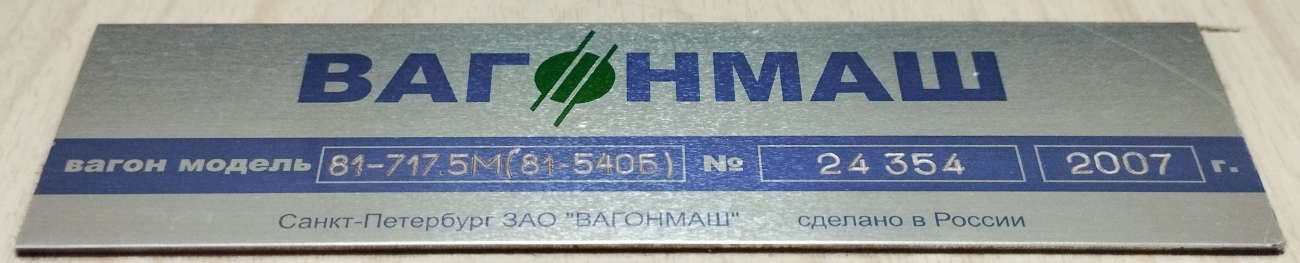 ВАГОНМАШ
вагон модель 81-717.5М(81-540Б) № 24 354 2007 г.
Санкт-Петербург ЗАО "ВАГОНМАШ" сделано в России